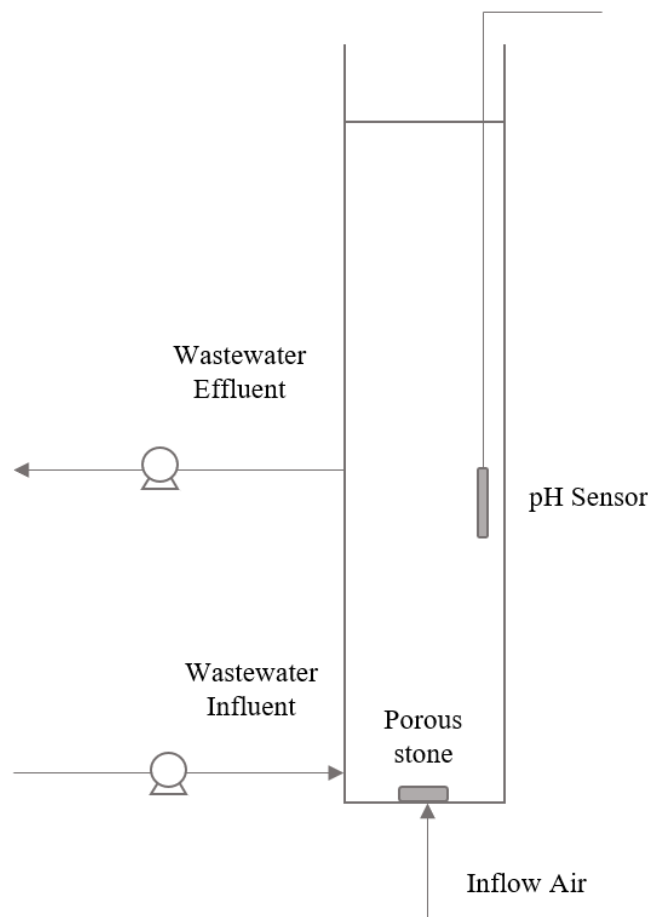 Wastewater
Effluent
pH Sensor
Wastewater
Influent
Porous
stone
Inflow Air